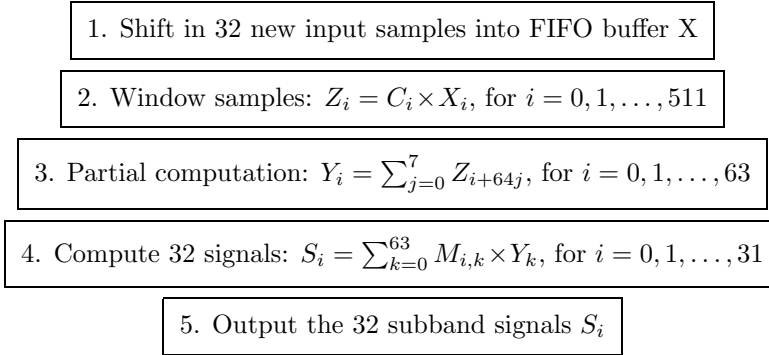 1. Shift in 32 new input samples into FIFO buffer X
2. Window samples: Z_i = C_i×X_i, for i = 0, 1, . . . , 511
3. Partial computation: Y_i = ∑_{j=0}^{7} Z_{i+64j}, for i = 0, 1, . . . , 63
4. Compute 32 signals: S_i = ∑_{k=0}^{63} M_{i,k}×Y_k, for i = 0, 1, . . . , 31
5. Output the 32 subband signals S_i